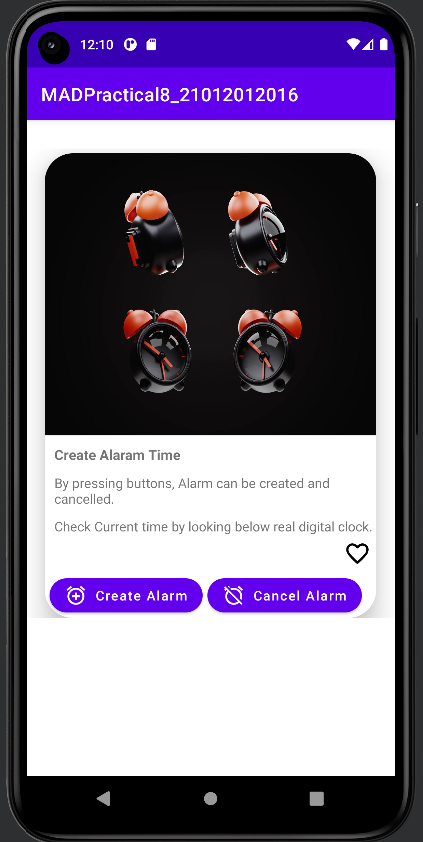 12:10
MADPractical8_21012012016
Create Alaram Time
By pressing buttons, Alarm can be created and
cancelled.
Check Current time by looking below real digital clock.
Create Alarm
Cancel Alarm